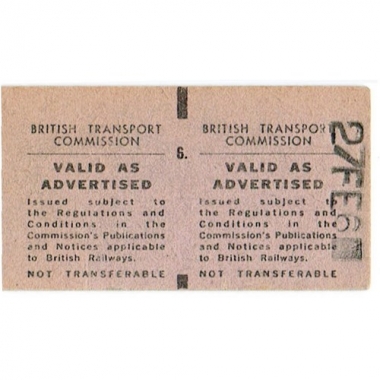 BRITISH TRANSPORT
COMMISSION
VALID AS
ADVERTISED
Issued subject to
the Regulations and
Conditions in the
Commission's Publications
and Notices applicable
to British Railways.
NOT TRANSFERABLE
6.
BRITISH TRANSPORT
COMMISSION
VALID AS
ADVERTISED
Issued subject to
the Regulations and
Conditions in the
Commission's Publications
and Notices applicable
to British Railways.
NOT TRANSFERABLE
27FE6